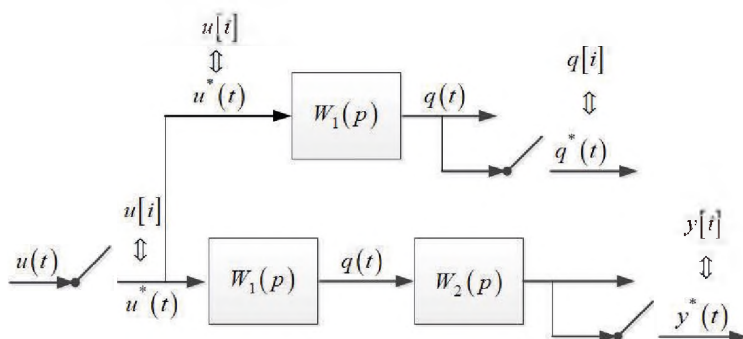 u[i]
⇕
u*(t)
W₁(p)
q(t)
q[i]
⇕
q*(t)
u[i]
⇕
u(t)
u*(t)
W₁(p)
q(t)
W₂(p)
y[i]
⇕
y*(t)